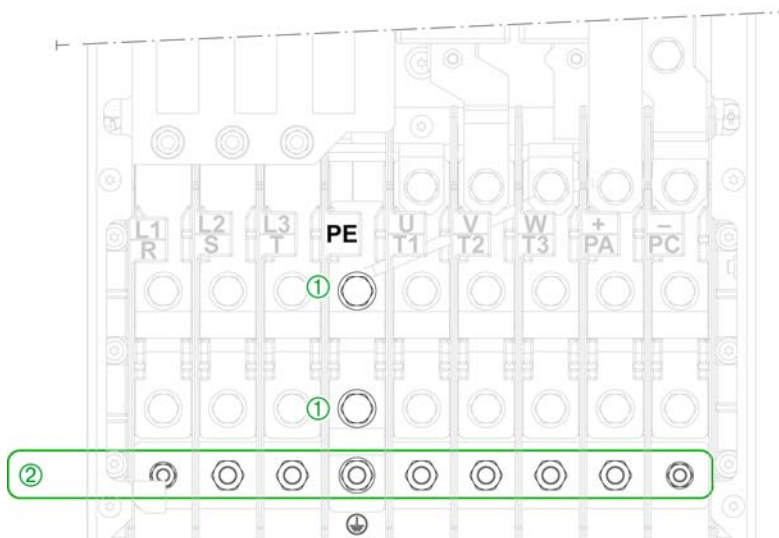 L1 L2 L3 PE U V W + –
R S T T1 T2 T3 PA PC
①
①
②